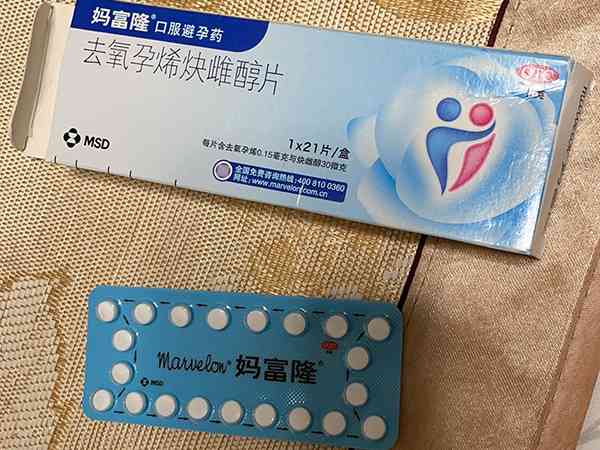 妈富隆® 口服避孕药
去氧孕烯炔雌醇片
OTC
MSD
1×21片/盒
每片含去氧孕烯0.15毫克与炔雌醇30微克
全国免费咨询热线:400 810 0360
网址:www.marvelon.com.cn
Marvelon® 妈富隆®
MSD